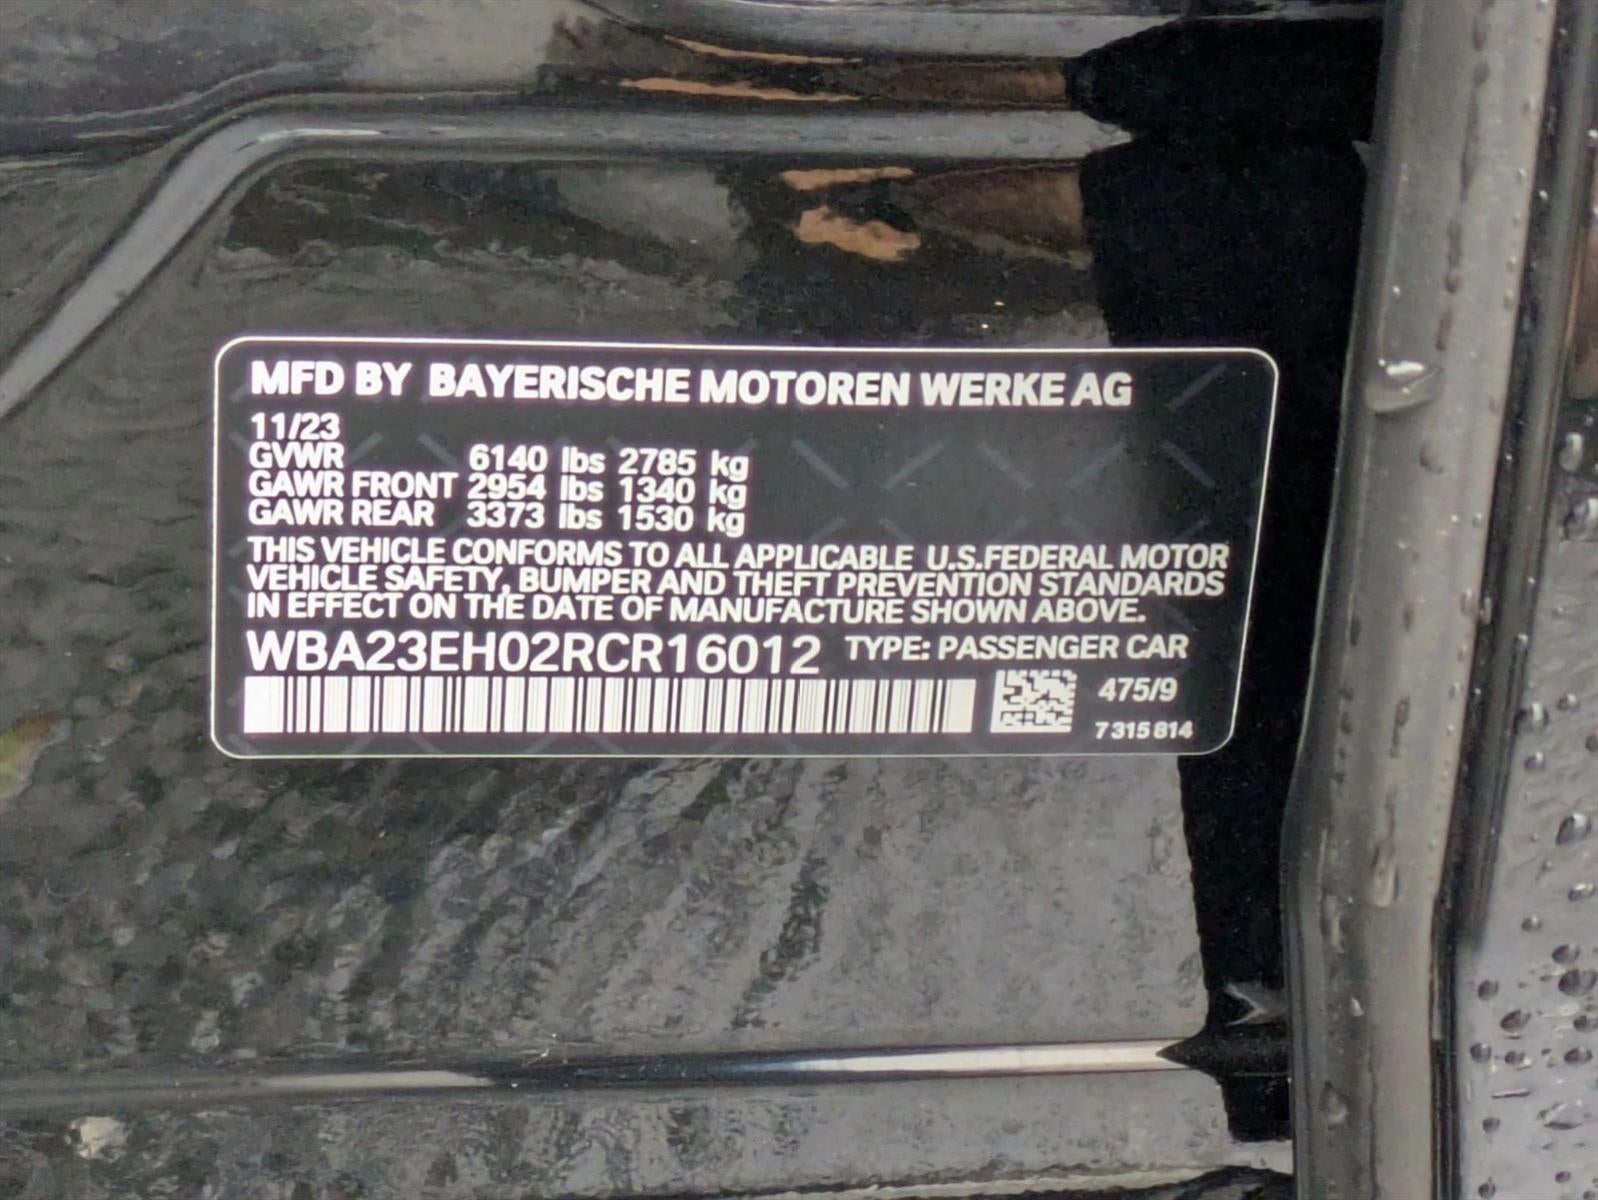 MFD BY BAYERISCHE MOTOREN WERKE AG
11/23
GVWR 6140 lbs 2785 kg
GAWR FRONT 2954 lbs 1340 kg
GAWR REAR 3373 lbs 1530 kg
THIS VEHICLE CONFORMS TO ALL APPLICABLE U.S.FEDERAL MOTOR
VEHICLE SAFETY, BUMPER AND THEFT PREVENTION STANDARDS
IN EFFECT ON THE DATE OF MANUFACTURE SHOWN ABOVE.
WBA23EH02RCR16012 TYPE: PASSENGER CAR
475/9
7 315 814